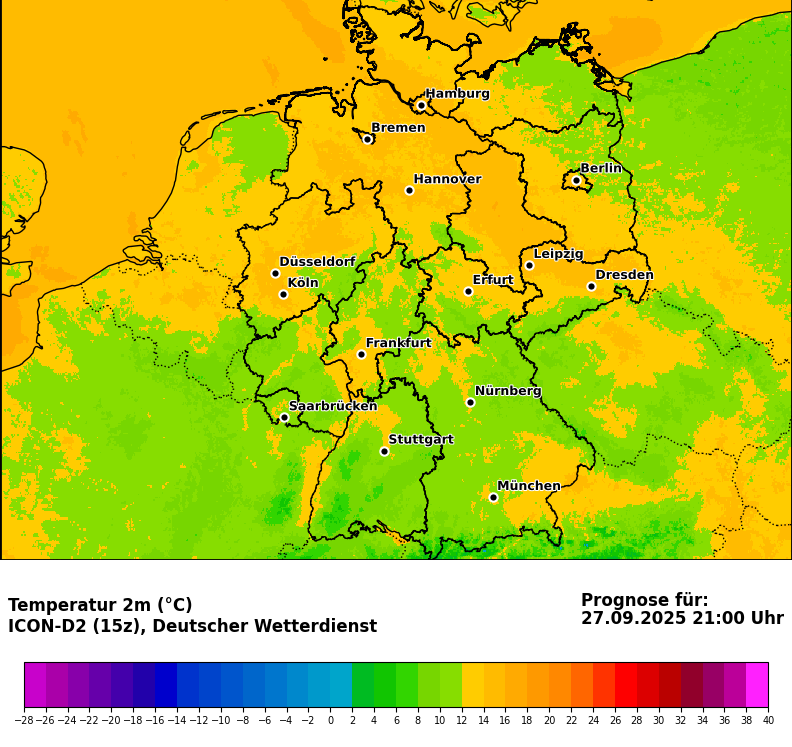 Hamburg
Bremen
Hannover
Berlin
Düsseldorf
Köln
Leipzig
Erfurt
Dresden
Frankfurt
Nürnberg
Saarbrücken
Stuttgart
München
Temperatur 2m (°C)
ICON-D2 (15z), Deutscher Wetterdienst
Prognose für:
27.09.2025 21:00 Uhr
−28 −26 −24 −22 −20 −18 −16 −14 −12 −10 −8 −6 −4 −2 0 2 4 6 8 10 12 14 16 18 20 22 24 26 28 30 32 34 36 38 40